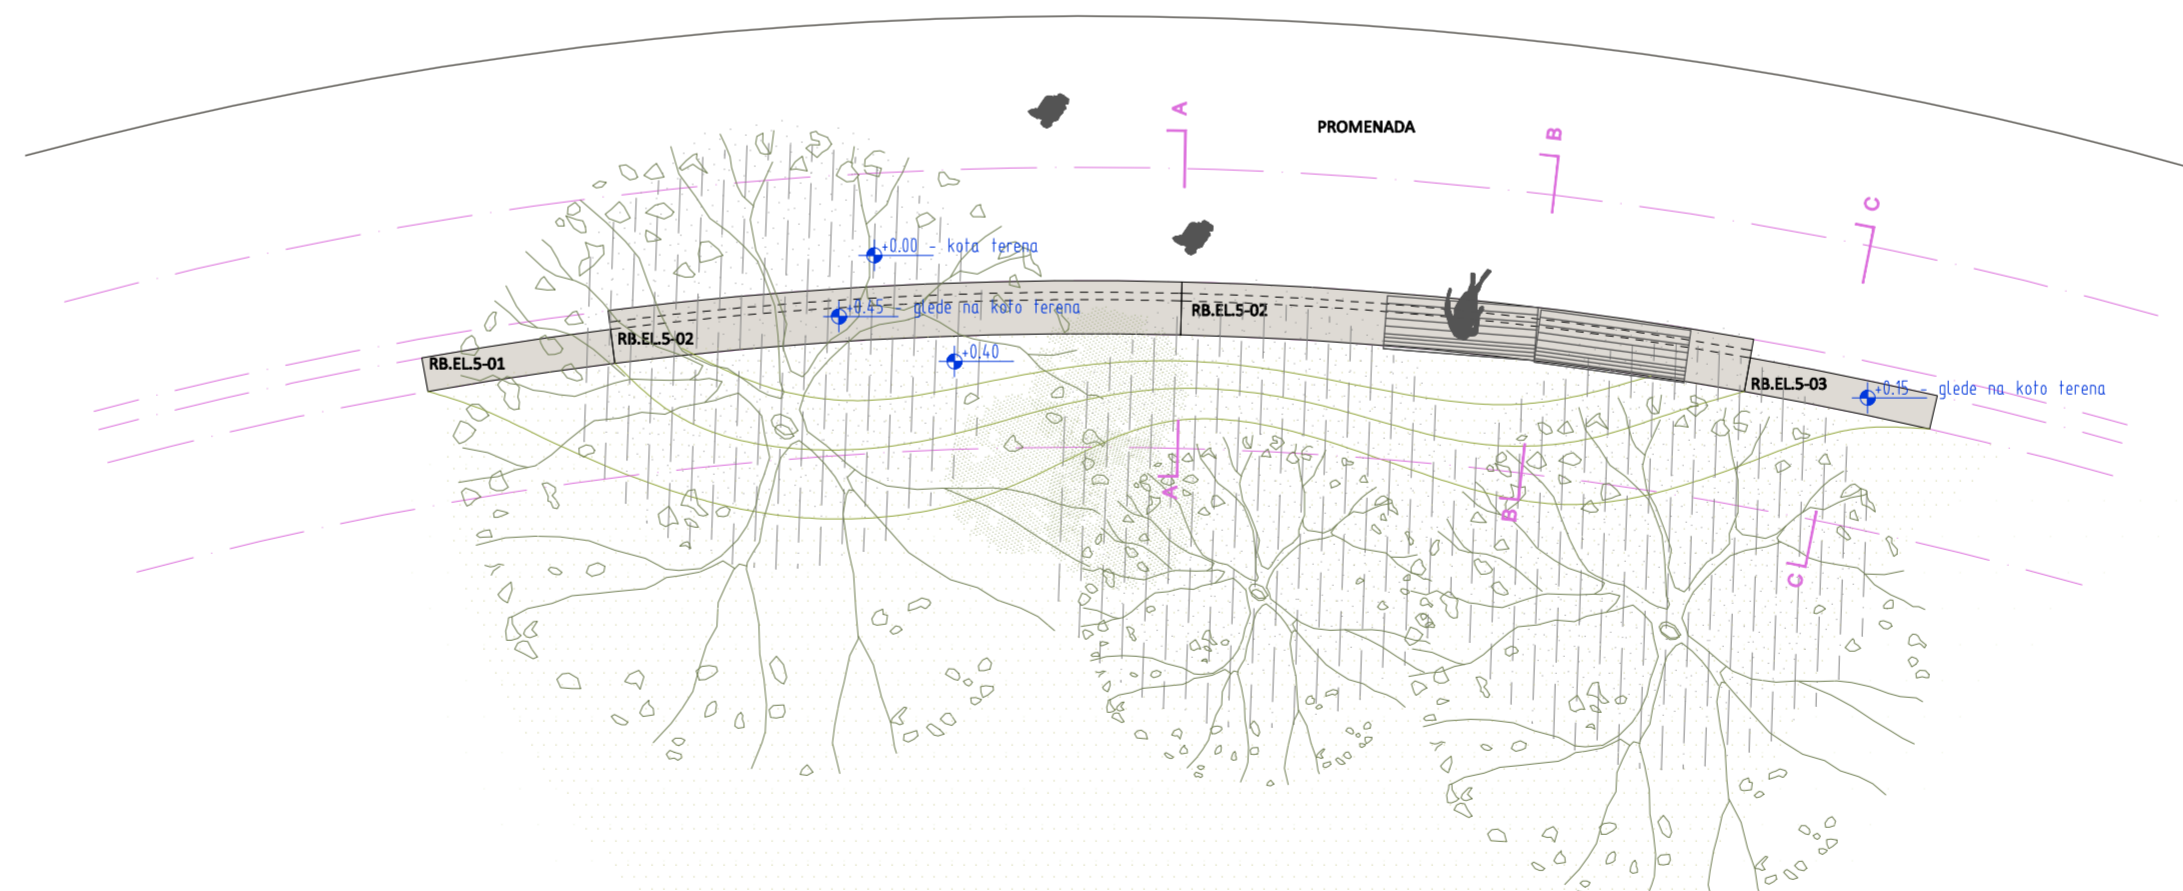 A
PROMENADA
B
C
+0.00 - kota terena
+0.45 - glede na koto terena
RB.EL.5-02
RB.EL.5-02
+0.40
RB.EL.5-01
RB.EL.5-03
+0.15 - glede na koto terena
A
B
C